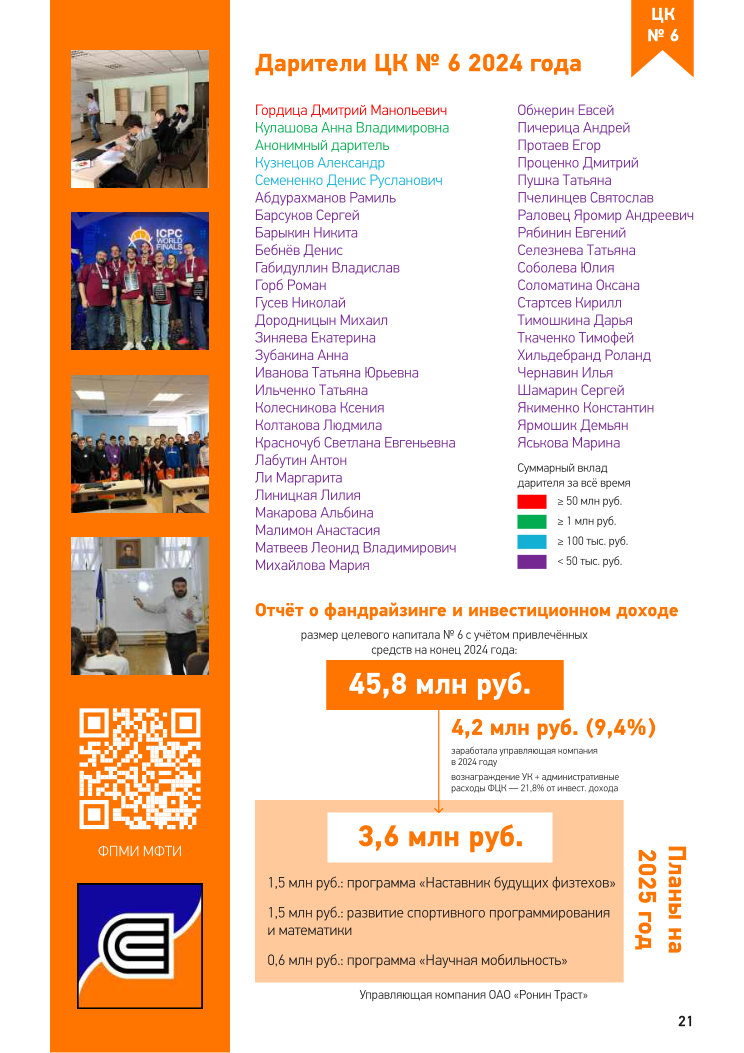 ЦК
№ 6
Дарители ЦК № 6 2024 года
Гордица Дмитрий Манольевич
Кулашова Анна Владимировна
Анонимный даритель
Кузнецов Александр
Семененко Денис Русланович
Абдурахманов Рамиль
Барсуков Сергей
Барыкин Никита
Бебнёв Денис
Габидуллин Владислав
Горб Роман
Гусев Николай
Дородницын Михаил
Зиняева Екатерина
Зубакина Анна
Иванова Татьяна Юрьевна
Ильченко Татьяна
Колесникова Ксения
Колтакова Людмила
Красночуб Светлана Евгеньевна
Лабутин Антон
Ли Маргарита
Линицкая Лилия
Макарова Альбина
Малимон Анастасия
Матвеев Леонид Владимирович
Михайлова Мария
Обжерин Евсей
Пичерица Андрей
Протаев Егор
Проценко Дмитрий
Пушка Татьяна
Пчелинцев Святослав
Раловец Яромир Андреевич
Рябинин Евгений
Селезнева Татьяна
Соболева Юлия
Соломатина Оксана
Стартсев Кирилл
Тимошкина Дарья
Ткаченко Тимофей
Хильдебранд Роланд
Чернавин Илья
Шамарин Сергей
Якименко Константин
Ярмошик Демьян
Яськова Марина
Суммарный вклад
дарителя за всё время
≥ 50 млн руб.
≥ 1 млн руб.
≥ 100 тыс. руб.
< 50 тыс. руб.
ICPC
WORLD
FINALS
Отчёт о фандрайзинге и инвестиционном доходе
размер целевого капитала № 6 с учётом привлечённых
средств на конец 2024 года:
45,8 млн руб.
4,2 млн руб. (9,4%)
заработала управляющая компания
в 2024 году
вознаграждение УК + административные
расходы ФЦК — 21,8% от инвест. дохода
3,6 млн руб.
1,5 млн руб.: программа «Наставник будущих физтехов»
1,5 млн руб.: развитие спортивного программирования
и математики
0,6 млн руб.: программа «Научная мобильность»
Планы на
2025 год
ФПМИ МФТИ
Управляющая компания ОАО «Ронин Траст»
21